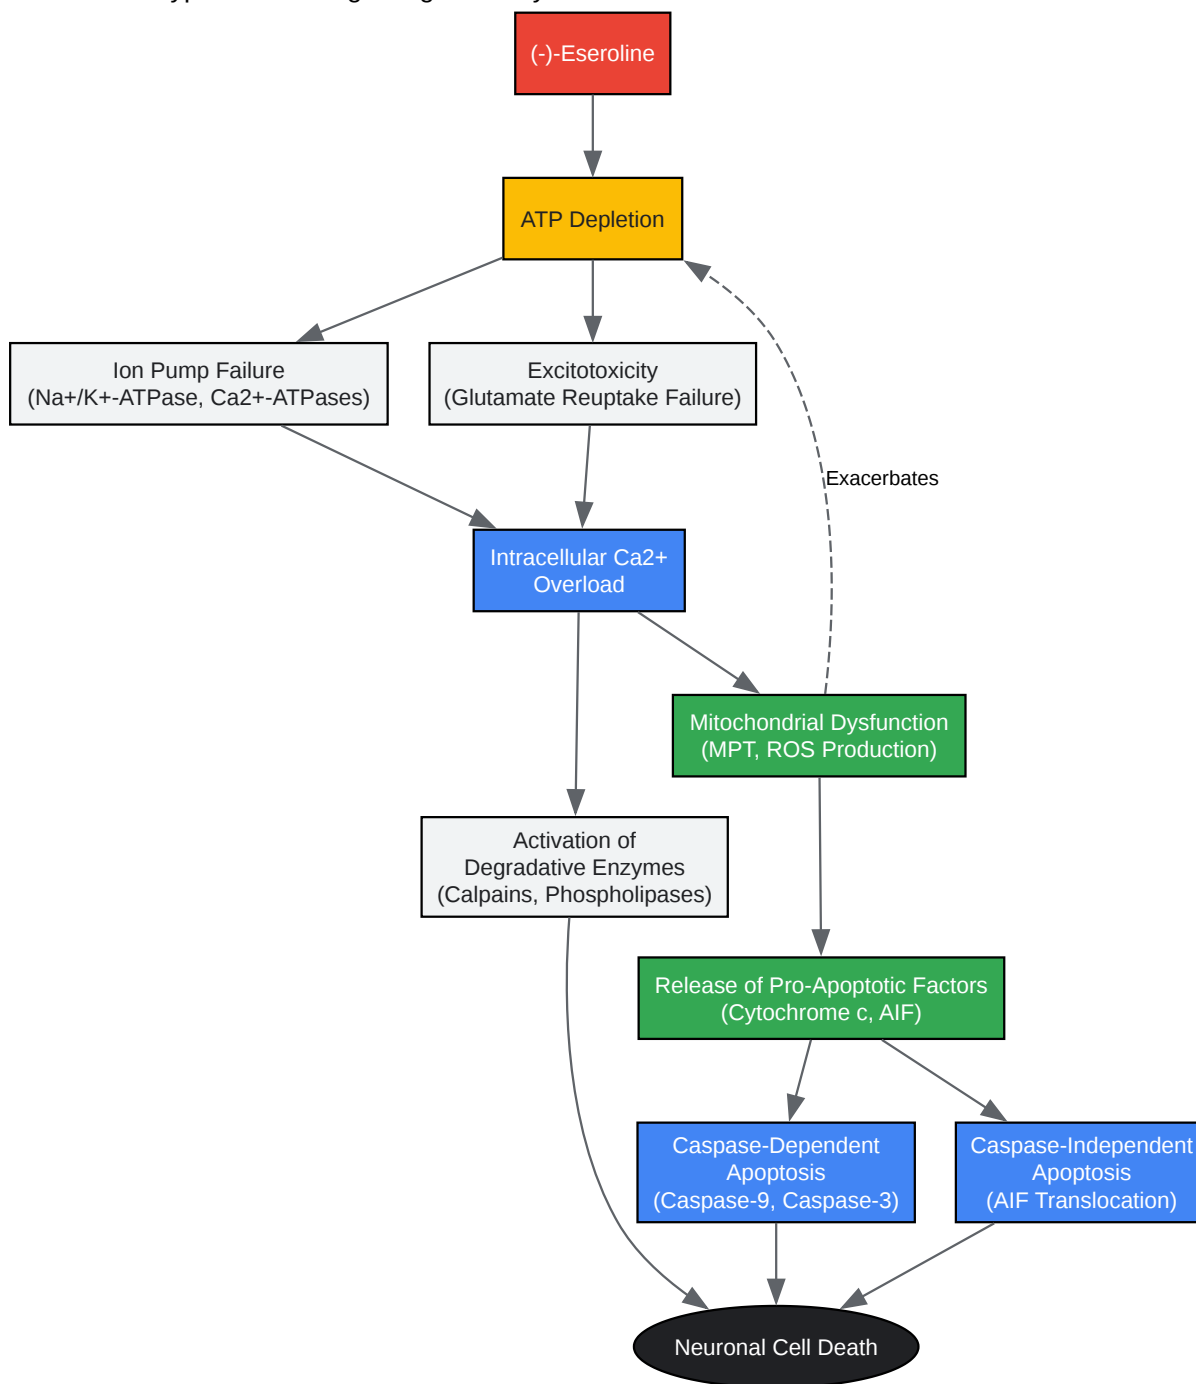 (-)-Eseroline
ATP Depletion
Ion Pump Failure
(Na+/K+-ATPase, Ca2+-ATPases)
Excitotoxicity
(Glutamate Reuptake Failure)
Exacerbates
Intracellular Ca2+
Overload
Mitochondrial Dysfunction
(MPT, ROS Production)
Activation of
Degradative Enzymes
(Calpains, Phospholipases)
Release of Pro-Apoptotic Factors
(Cytochrome c, AIF)
Caspase-Dependent
Apoptosis
(Caspase-9, Caspase-3)
Caspase-Independent
Apoptosis
(AIF Translocation)
Neuronal Cell Death